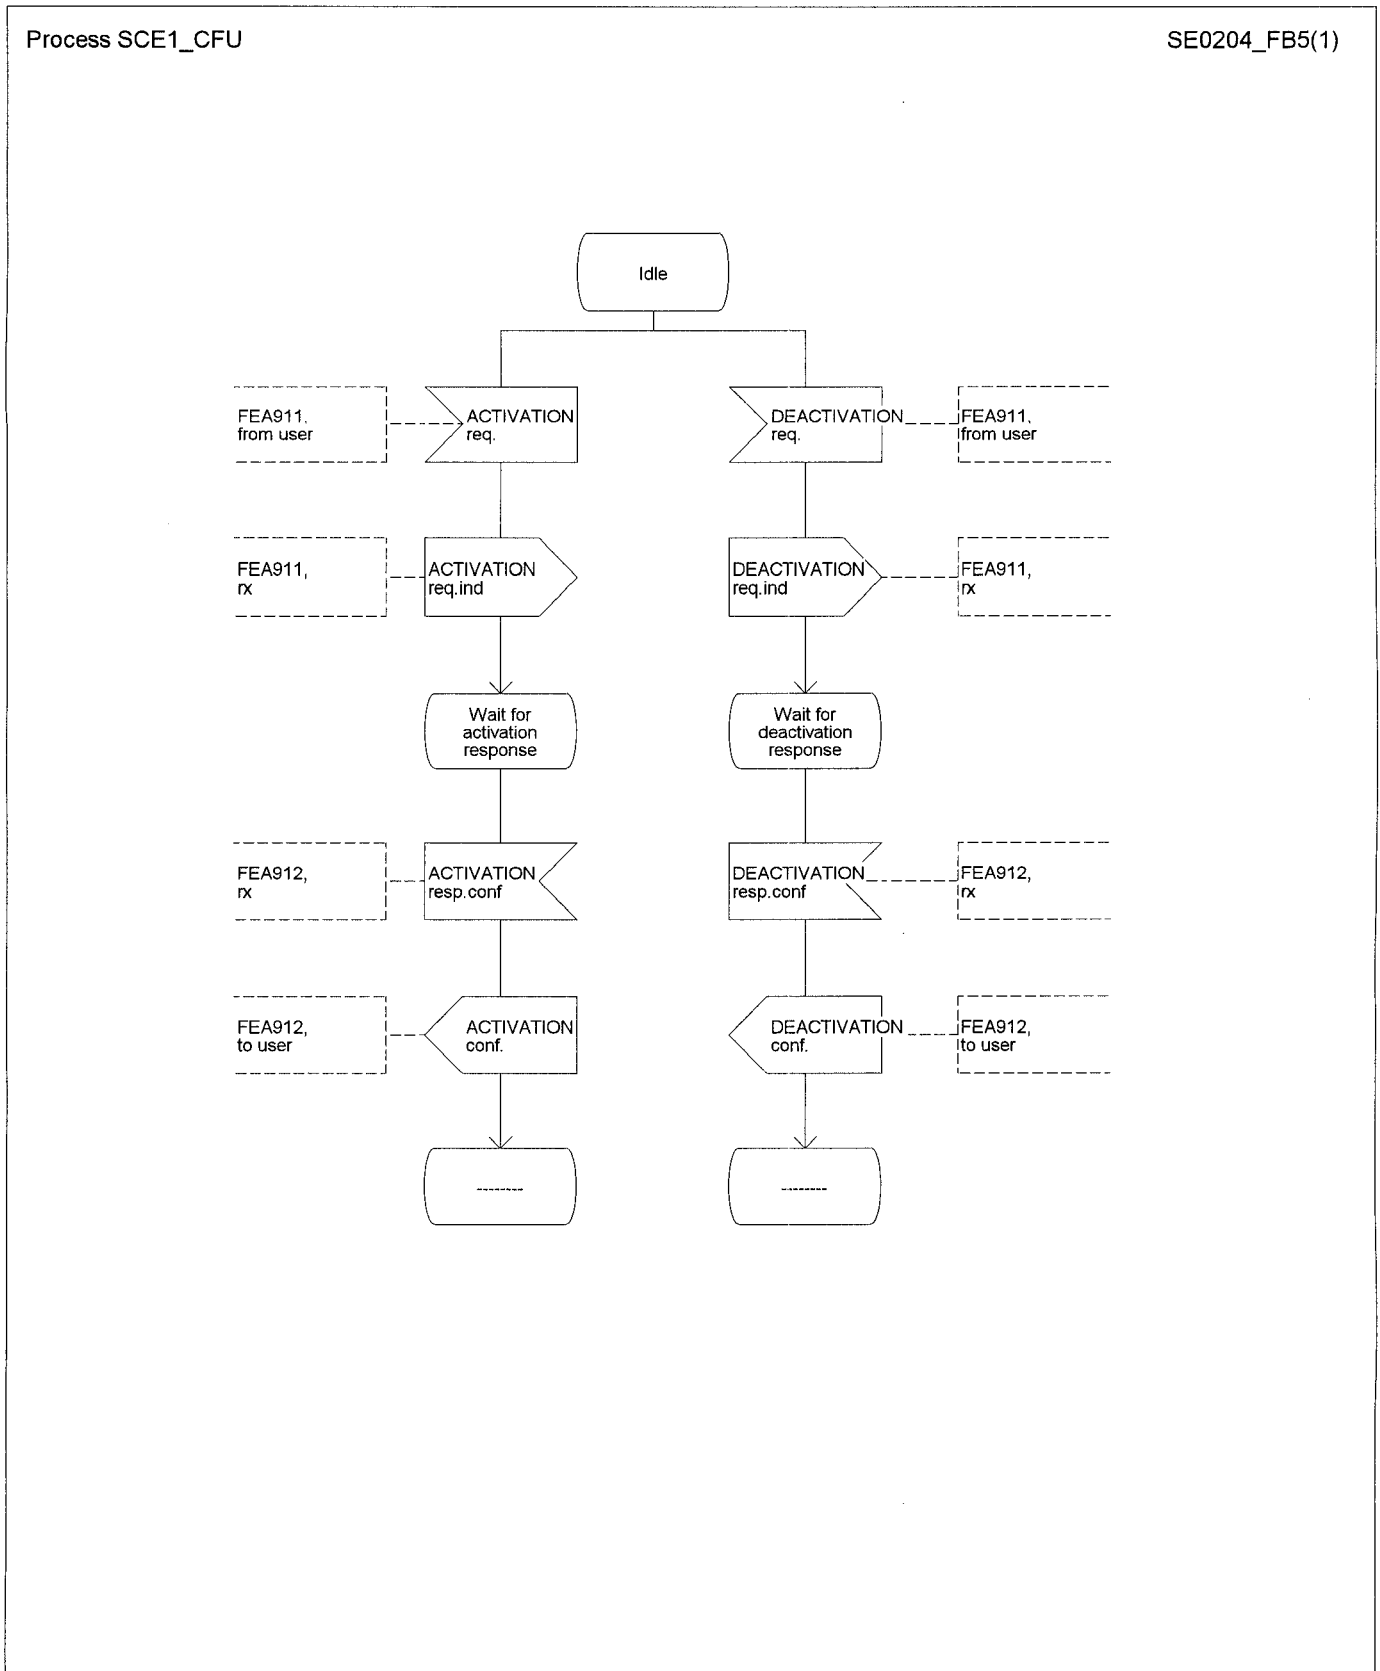 Process SCE1_CFU
SE0204_FB5(1)
Idle
FEA911,
from user
ACTIVATION
req.
DEACTIVATION
req.
FEA911,
from user
FEA911,
rx
ACTIVATION
req.ind
DEACTIVATION
req.ind
FEA911,
rx
Wait for
activation
response
Wait for
deactivation
response
FEA912,
rx
ACTIVATION
resp.conf
DEACTIVATION
resp.conf
FEA912,
rx
FEA912,
to user
ACTIVATION
conf.
DEACTIVATION
conf.
FEA912,
to user
--------
--------